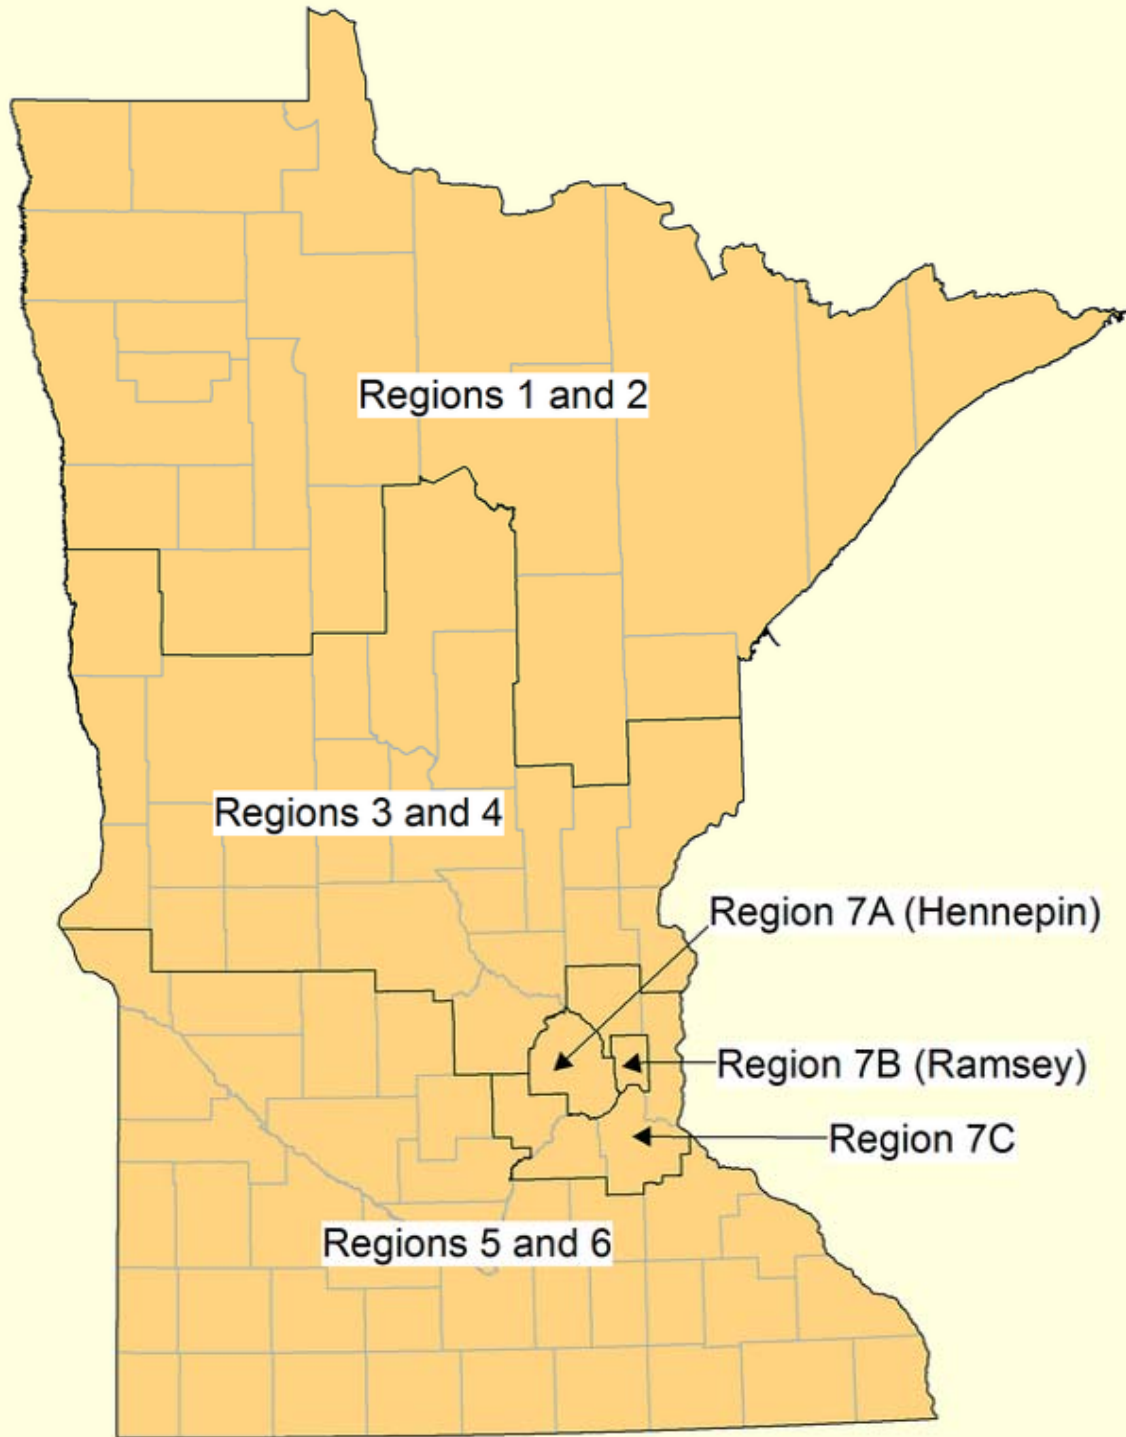 Regions 1 and 2
Regions 3 and 4
Region 7A (Hennepin)
Region 7B (Ramsey)
Region 7C
Regions 5 and 6